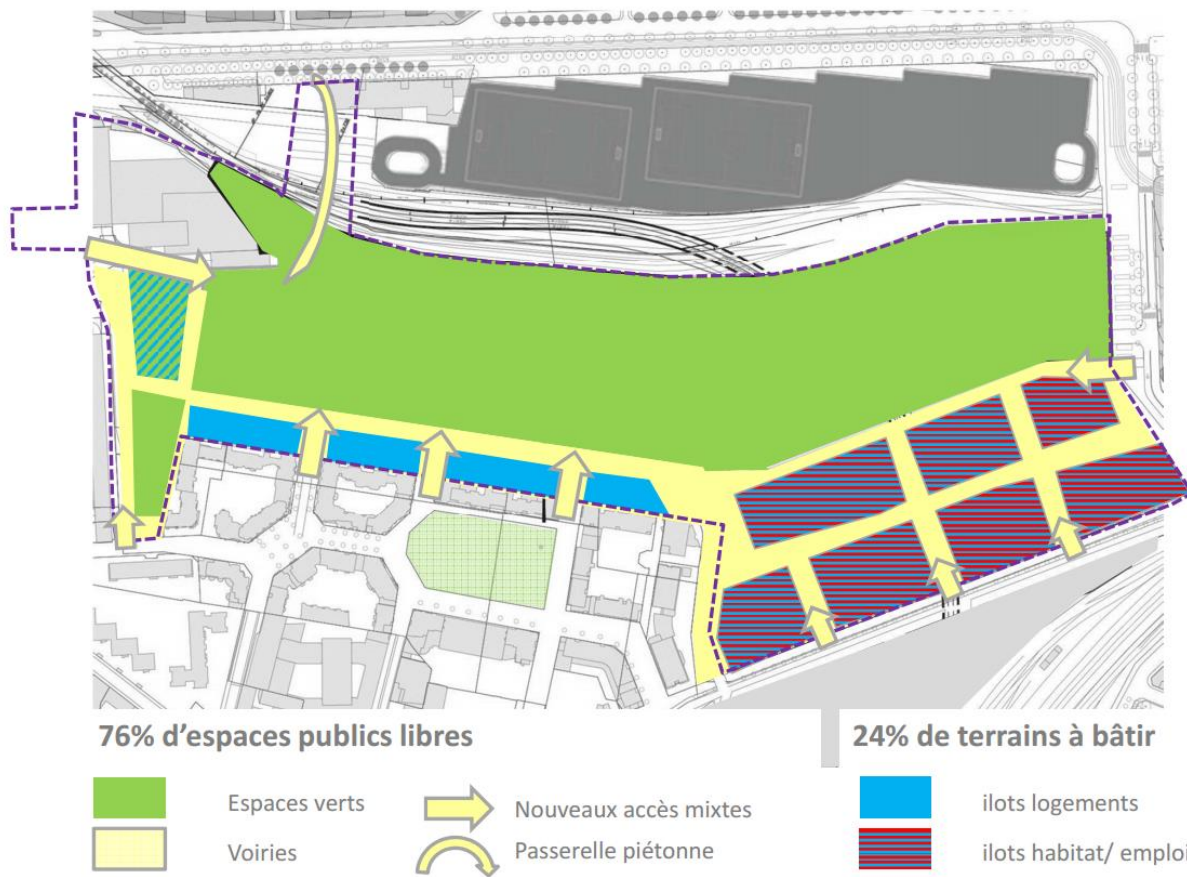 76% d'espaces publics libres
24% de terrains à bâtir
Espaces verts
Nouveaux accès mixtes
ilots logements
Voiries
Passerelle piétonne
ilots habitat/ emploi